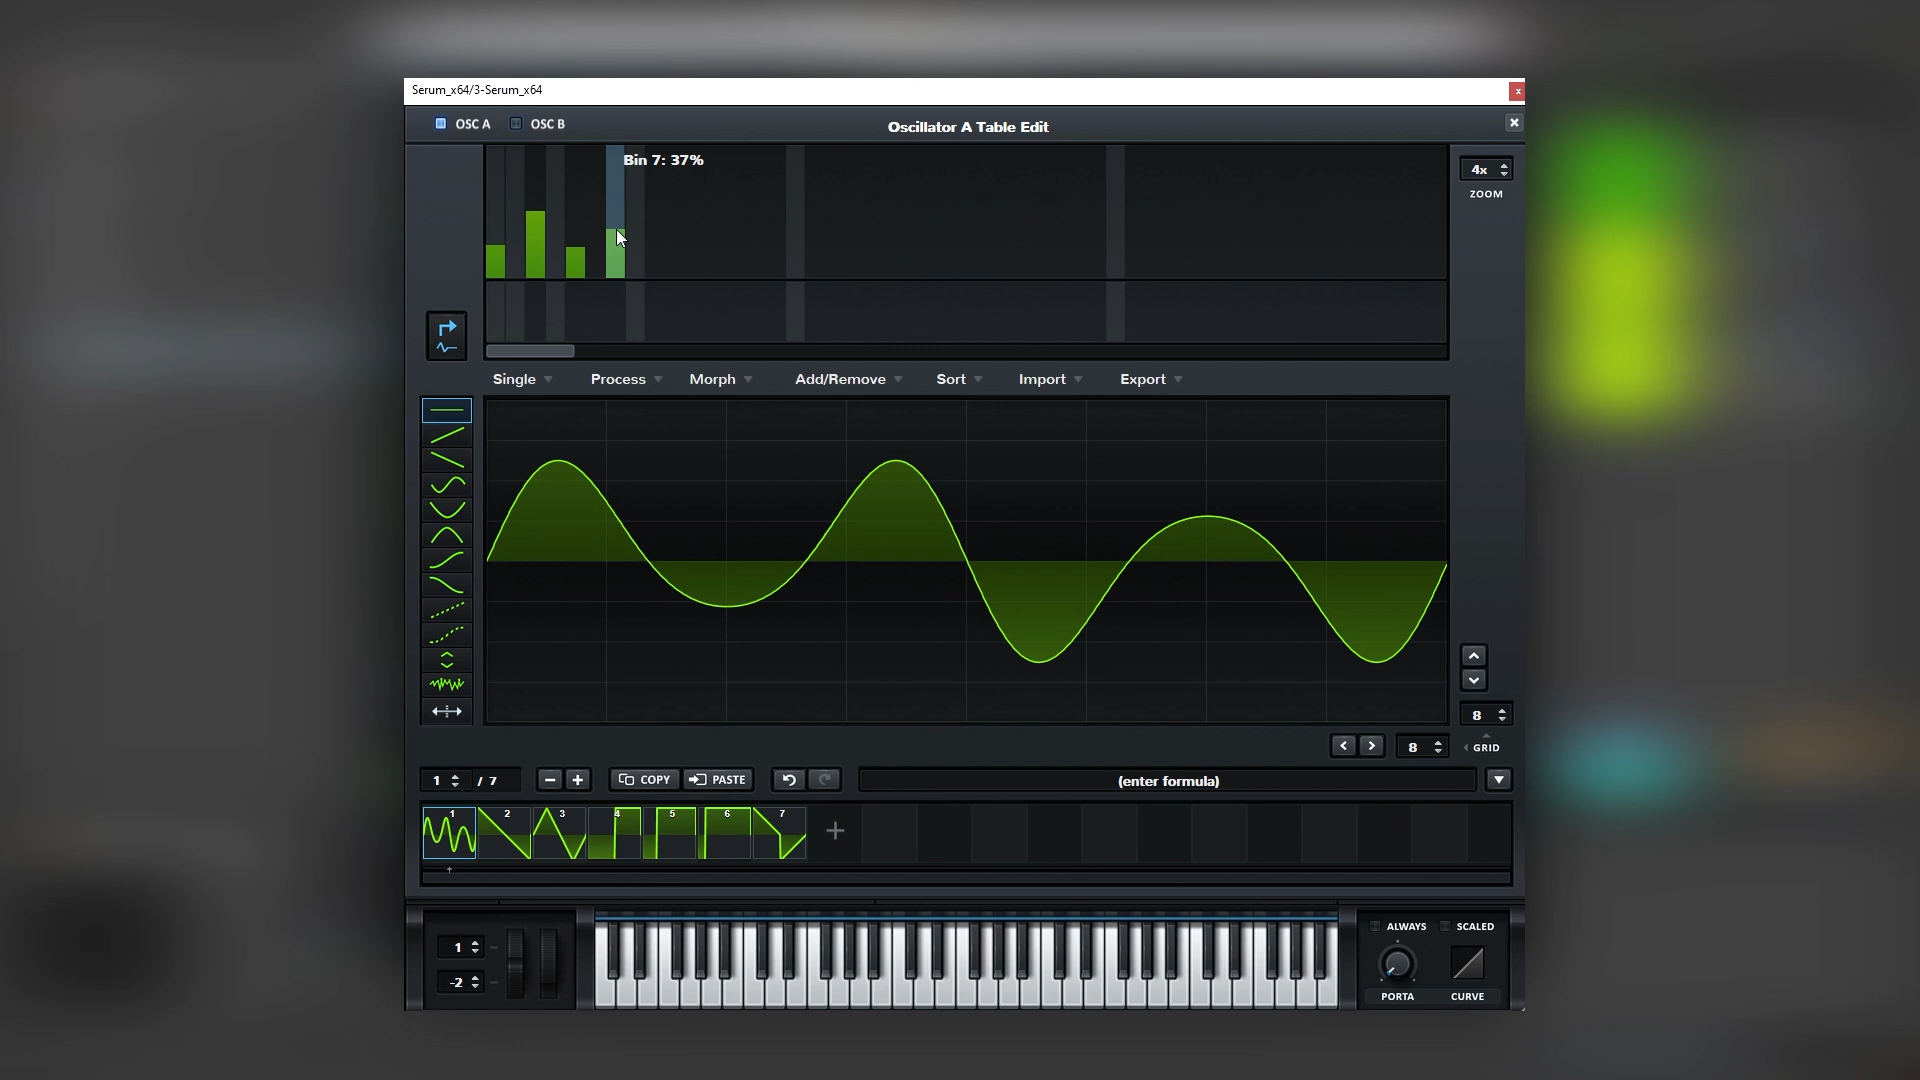 Serum_x64/3-Serum_x64
x
OSC A
OSC B
Oscillator A Table Edit
Bin 7: 37%
4x
ZOOM
Single
Process
Morph
Add/Remove
Sort
Import
Export
8
8
GRID
1 / 7
COPY
PASTE
(enter formula)
1
2
3
4
5
6
7
1
-2
ALWAYS
SCALED
PORTA
CURVE